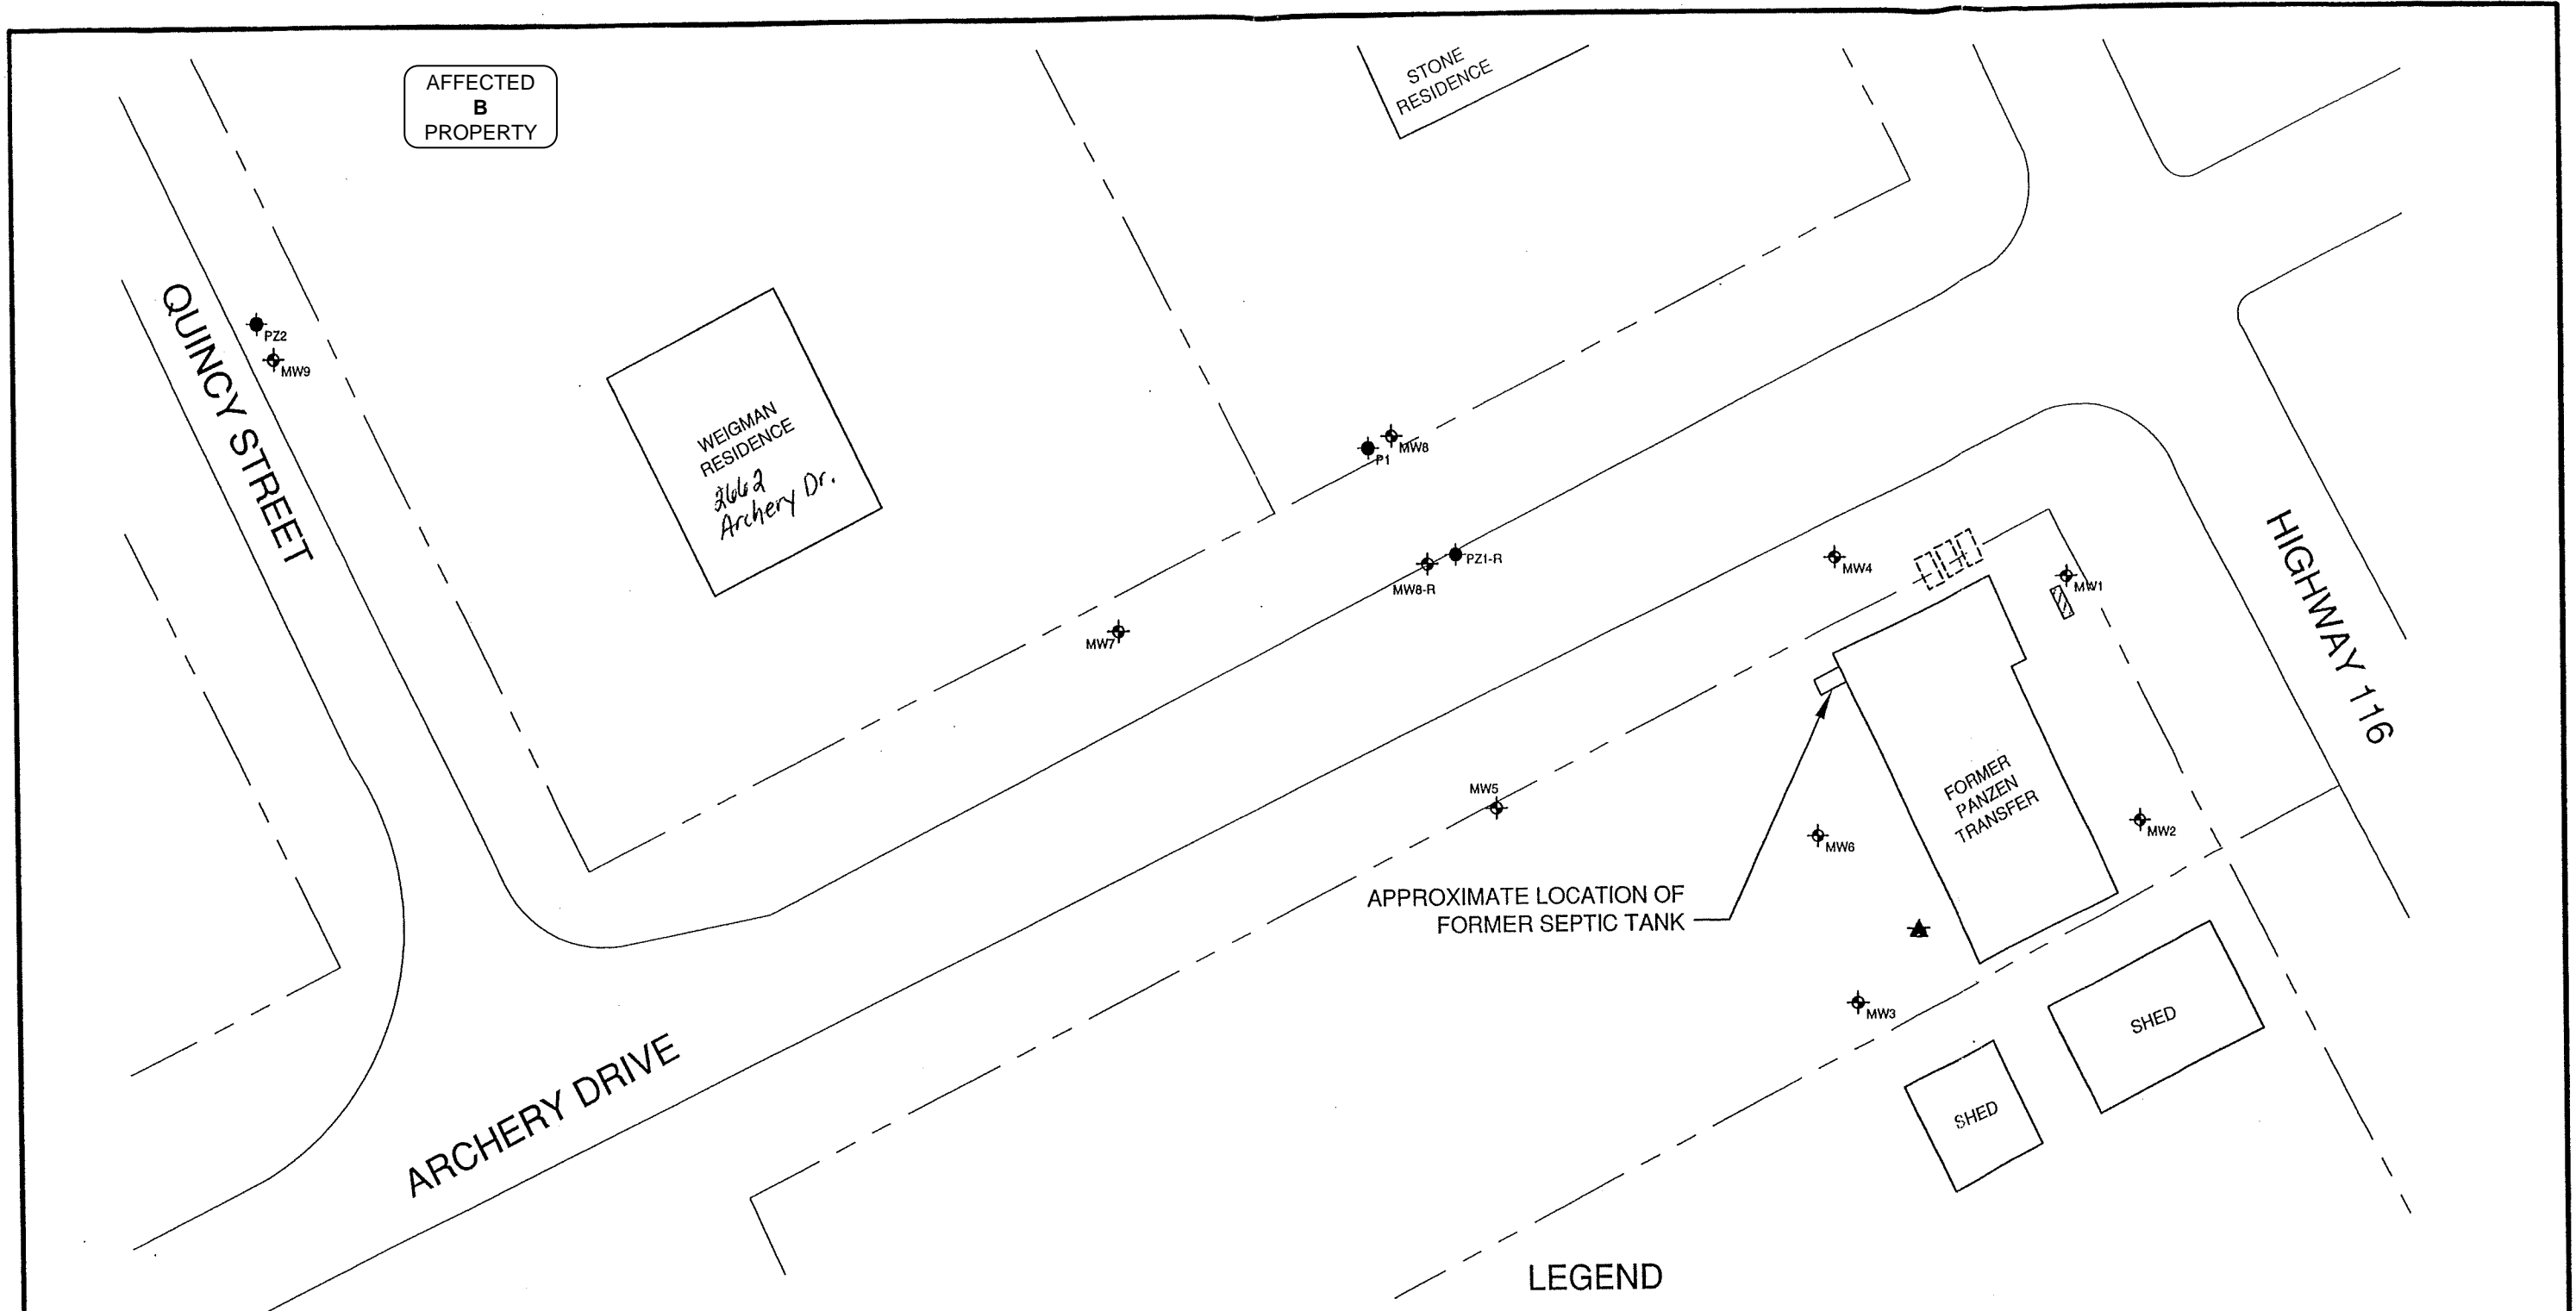 AFFECTED
B
PROPERTY
STONE
RESIDENCE
QUINCY STREET
PZ2
MW9
WEIGMAN
RESIDENCE
2662
Archery Dr.
P1
MW8
MW8-R
PZ1-R
MW7
MW4
MW1
HIGHWAY 116
MW5
MW6
FORMER
PANZEN
TRANSFER
MW2
APPROXIMATE LOCATION OF
FORMER SEPTIC TANK
MW3
SHED
SHED
ARCHERY DRIVE
LEGEND